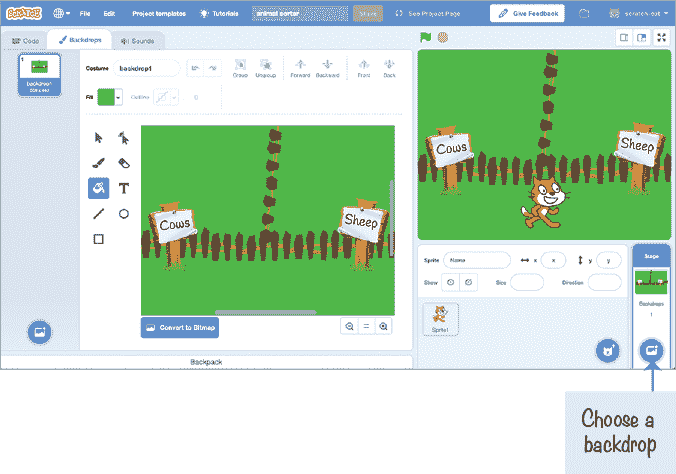 SCRATCH File Edit Project templates Tutorials animal sorter Share See Project Page Give Feedback scratch-cat
Code Backdrops Sounds
1
backdrop1
Costume backdrop1 Group Ungroup Forward Backward Front Back
Fill Outline 0
Cows Sheep
Cows Sheep
Convert to Bitmap
Backpack
Sprite Name x x y y
Show Size Direction
Sprite1
Stage
Backdrops
1
Choose a
backdrop